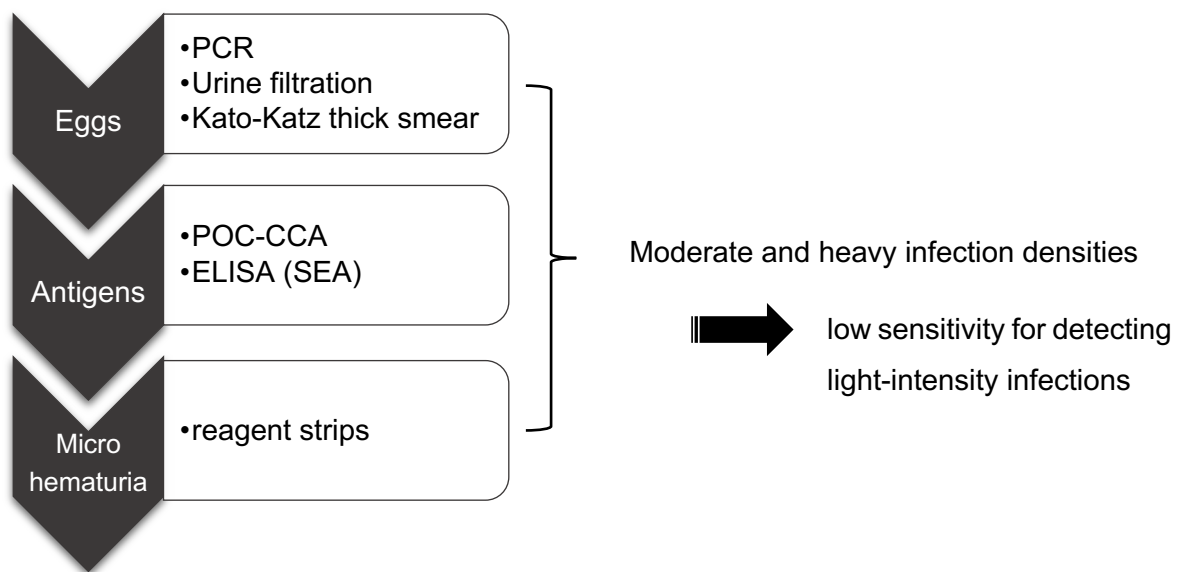 Eggs
•PCR
•Urine filtration
•Kato-Katz thick smear
Antigens
•POC-CCA
•ELISA (SEA)
Micro
hematuria
•reagent strips
Moderate and heavy infection densities
low sensitivity for detecting
light-intensity infections